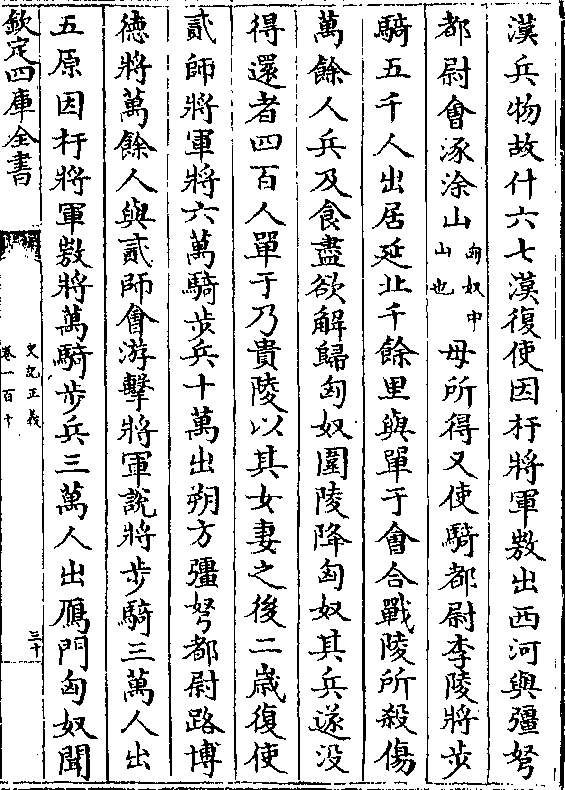 漢兵物故什六七漢復使因杅將軍敖出西河與彊弩
都尉會涿涂山匈奴中山也毋所得又使騎都尉李陵將步
騎五千人出居延北千餘里與單于會合戰陵所殺傷
萬餘人兵及食盡欲解歸匈奴圍陵降匈奴其兵遂没
得還者四百人單于乃貴陵以其女妻之後二歲復使
貳師將軍將六萬騎步兵十萬出朔方彊弩都尉路博
德將萬餘人與貳師會游擊將軍説將步騎三萬人出
五原因杅將軍敖將萬騎步兵三萬人出鴈門匈奴聞
欽定四庫全書
史記正義
卷一百十
三十